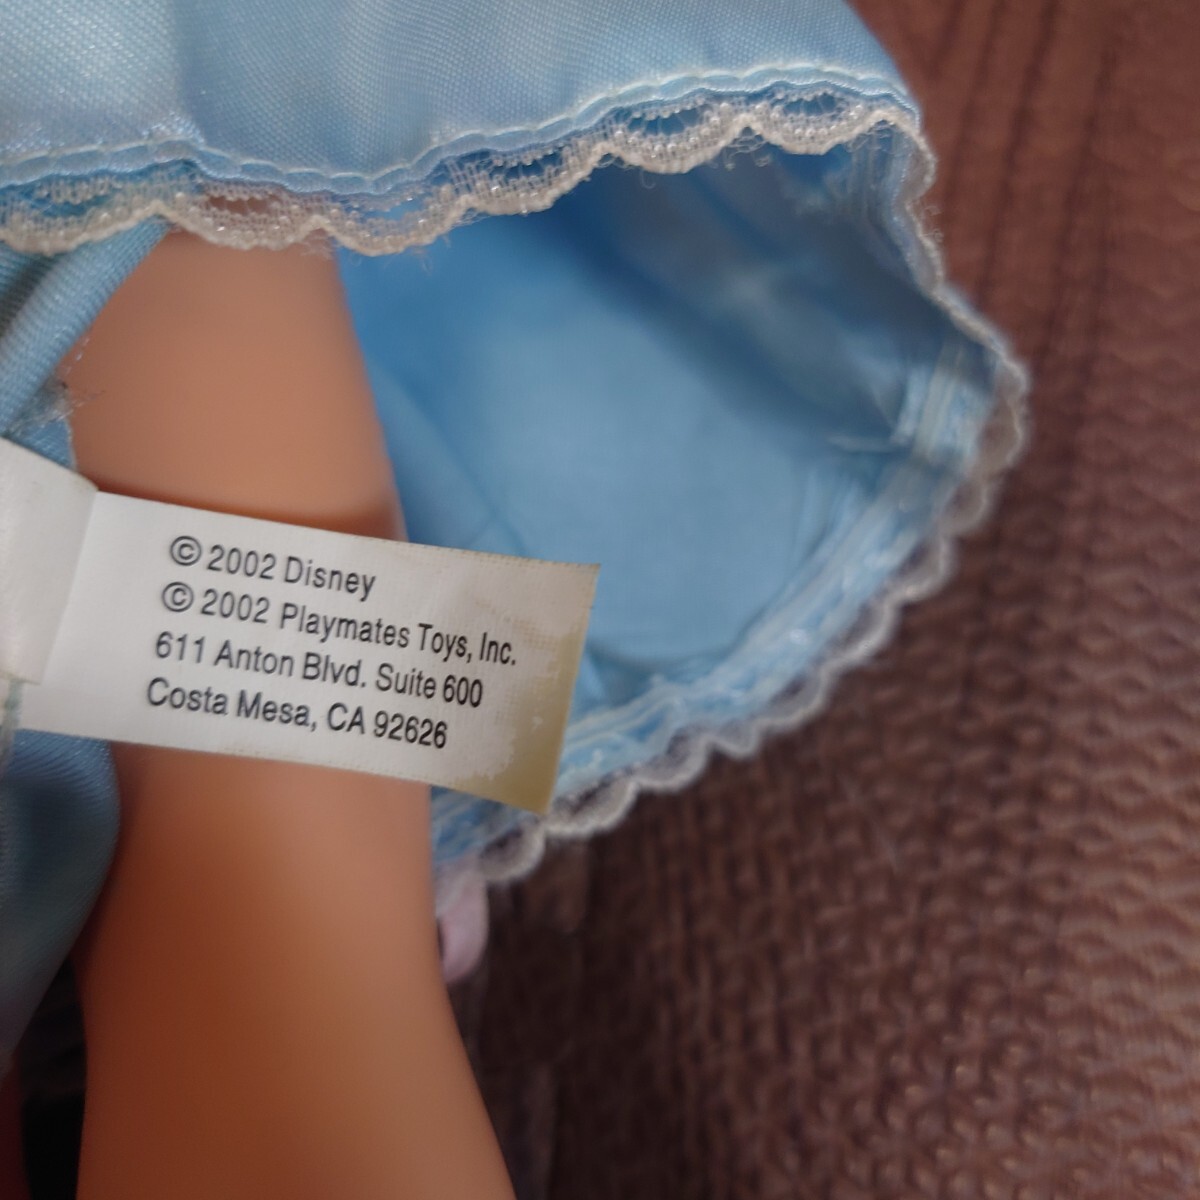 © 2002 Disney
© 2002 Playmates Toys, Inc.
611 Anton Blvd. Suite 600
Costa Mesa, CA 92626